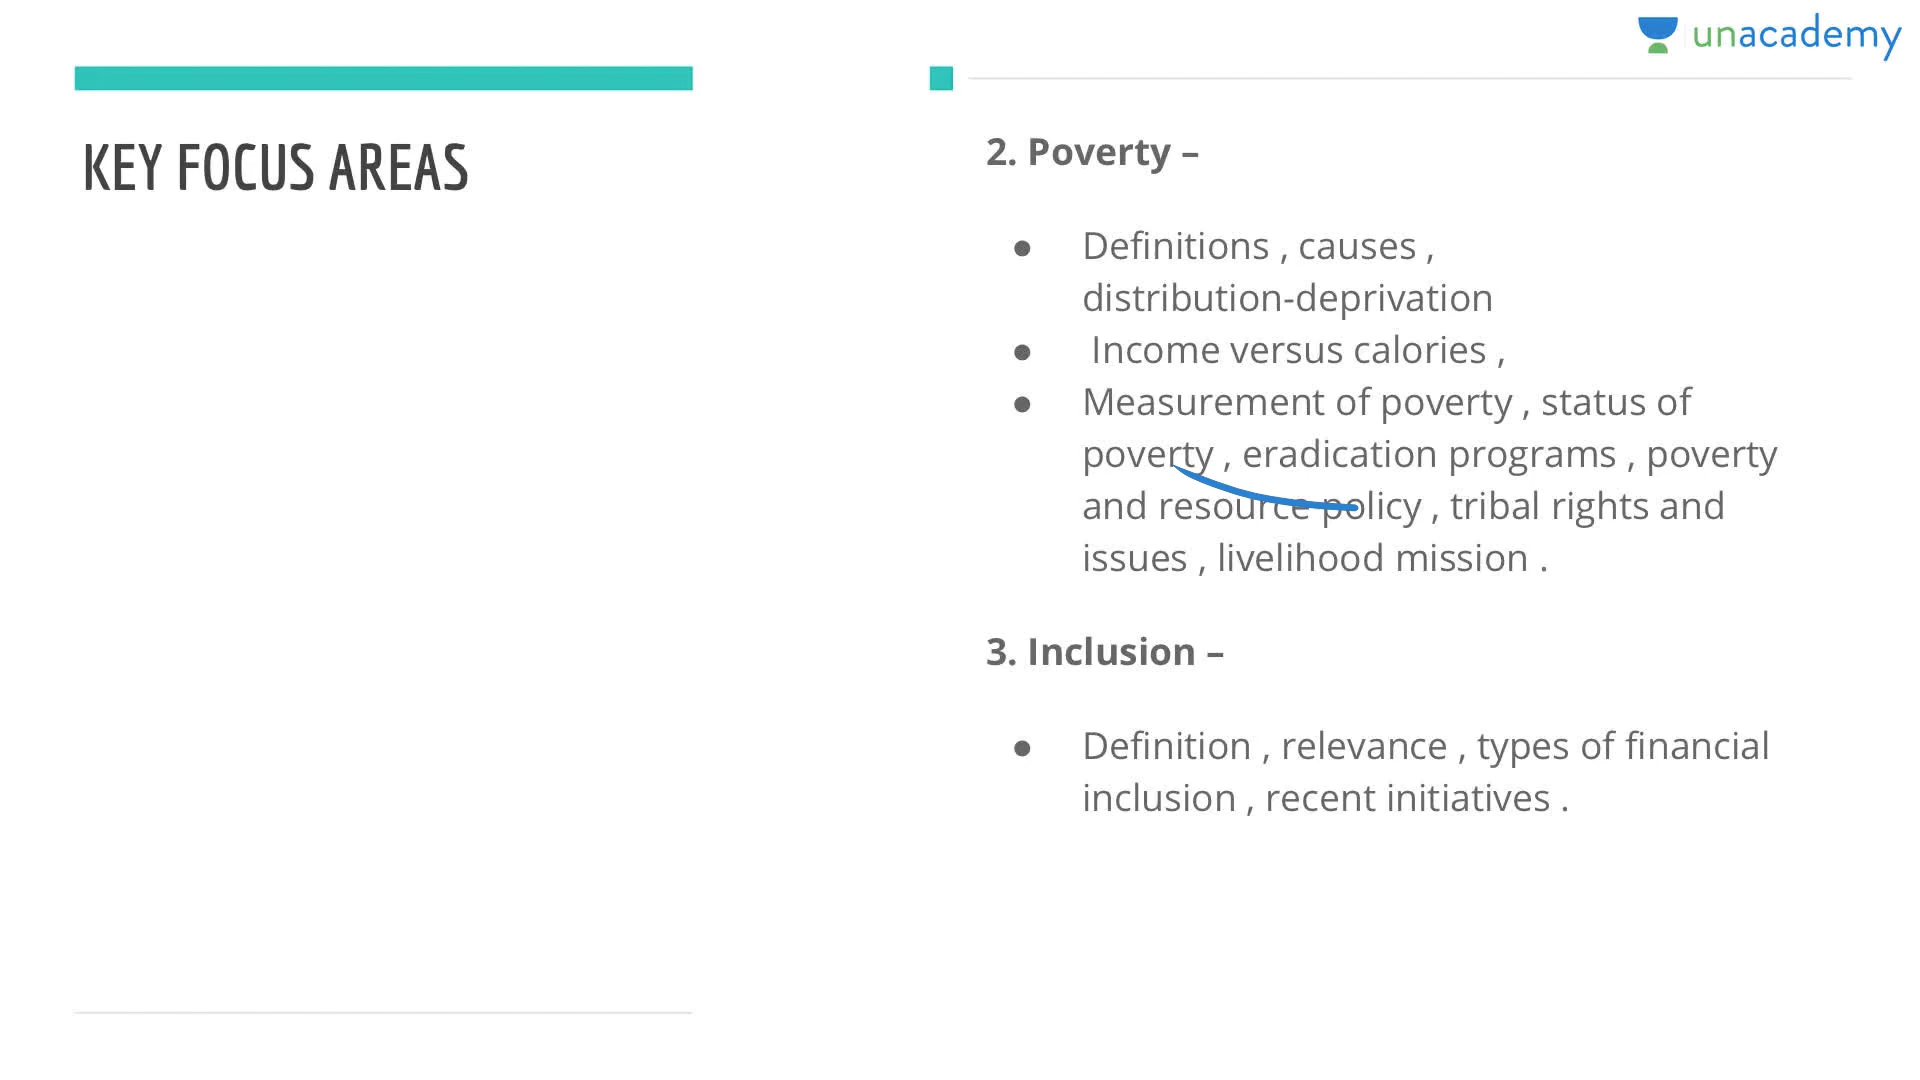 unacademy
KEY FOCUS AREAS
2. Poverty –
● Definitions , causes ,
distribution-deprivation
● Income versus calories ,
● Measurement of poverty , status of
poverty , eradication programs , poverty
and resource policy , tribal rights and
issues , livelihood mission .
3. Inclusion –
● Definition , relevance , types of financial
inclusion , recent initiatives .